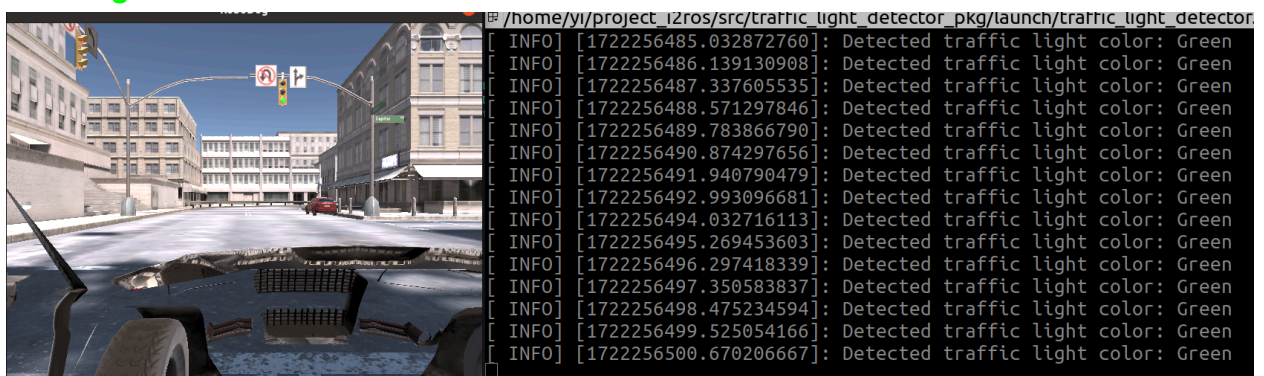 /home/yi/project_i2ros/src/traffic_light_detector_pkg/launch/traffic_light_detector.
[ INFO] [1722256485.032872760]: Detected traffic light color: Green
[ INFO] [1722256486.139130908]: Detected traffic light color: Green
[ INFO] [1722256487.337605535]: Detected traffic light color: Green
[ INFO] [1722256488.571297846]: Detected traffic light color: Green
[ INFO] [1722256489.783866790]: Detected traffic light color: Green
[ INFO] [1722256490.874297656]: Detected traffic light color: Green
[ INFO] [1722256491.940790479]: Detected traffic light color: Green
[ INFO] [1722256492.993096681]: Detected traffic light color: Green
[ INFO] [1722256494.032716113]: Detected traffic light color: Green
[ INFO] [1722256495.269453603]: Detected traffic light color: Green
[ INFO] [1722256496.297418339]: Detected traffic light color: Green
[ INFO] [1722256497.350583837]: Detected traffic light color: Green
[ INFO] [1722256498.475234594]: Detected traffic light color: Green
[ INFO] [1722256499.525054166]: Detected traffic light color: Green
[ INFO] [1722256500.670206667]: Detected traffic light color: Green